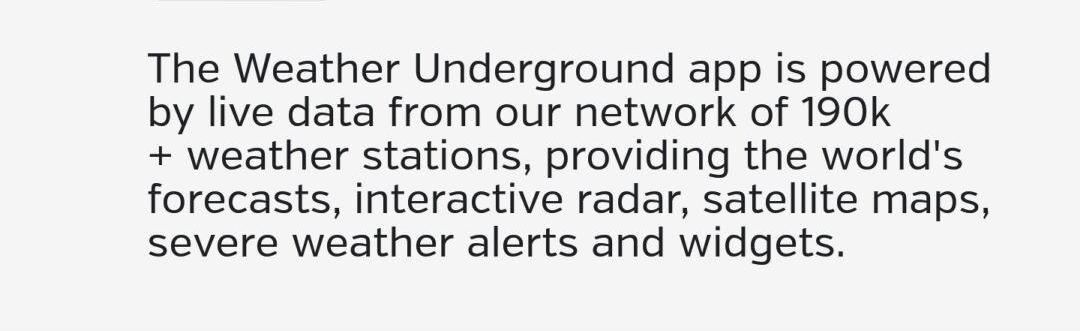 The Weather Underground app is powered
by live data from our network of 190k
+ weather stations, providing the world's
forecasts, interactive radar, satellite maps,
severe weather alerts and widgets.